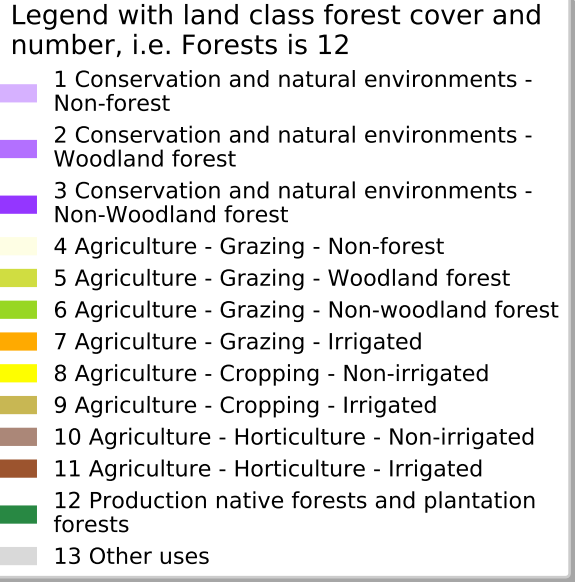 Legend with land class forest cover and
number, i.e. Forests is 12
1 Conservation and natural environments -
Non-forest
2 Conservation and natural environments -
Woodland forest
3 Conservation and natural environments -
Non-Woodland forest
4 Agriculture - Grazing - Non-forest
5 Agriculture - Grazing - Woodland forest
6 Agriculture - Grazing - Non-woodland forest
7 Agriculture - Grazing - Irrigated
8 Agriculture - Cropping - Non-irrigated
9 Agriculture - Cropping - Irrigated
10 Agriculture - Horticulture - Non-irrigated
11 Agriculture - Horticulture - Irrigated
12 Production native forests and plantation
forests
13 Other uses